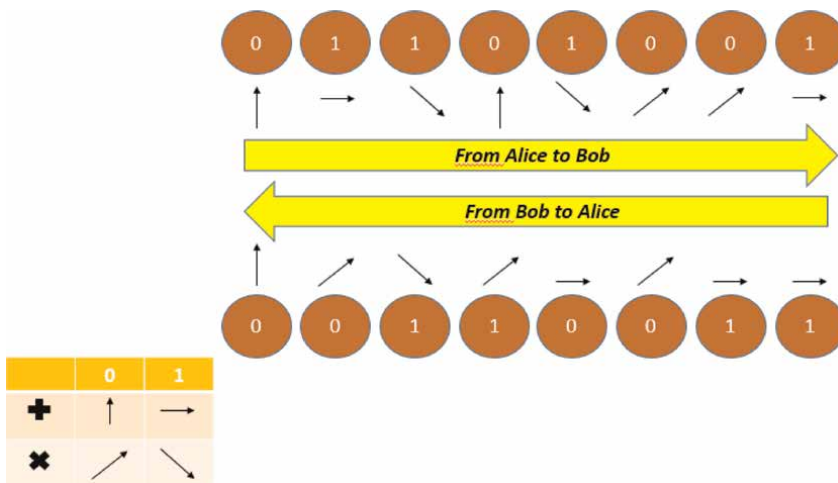 0 1 1 0 1 0 0 1
From Alice to Bob
From Bob to Alice
0 0 1 1 0 0 1 1
0 1